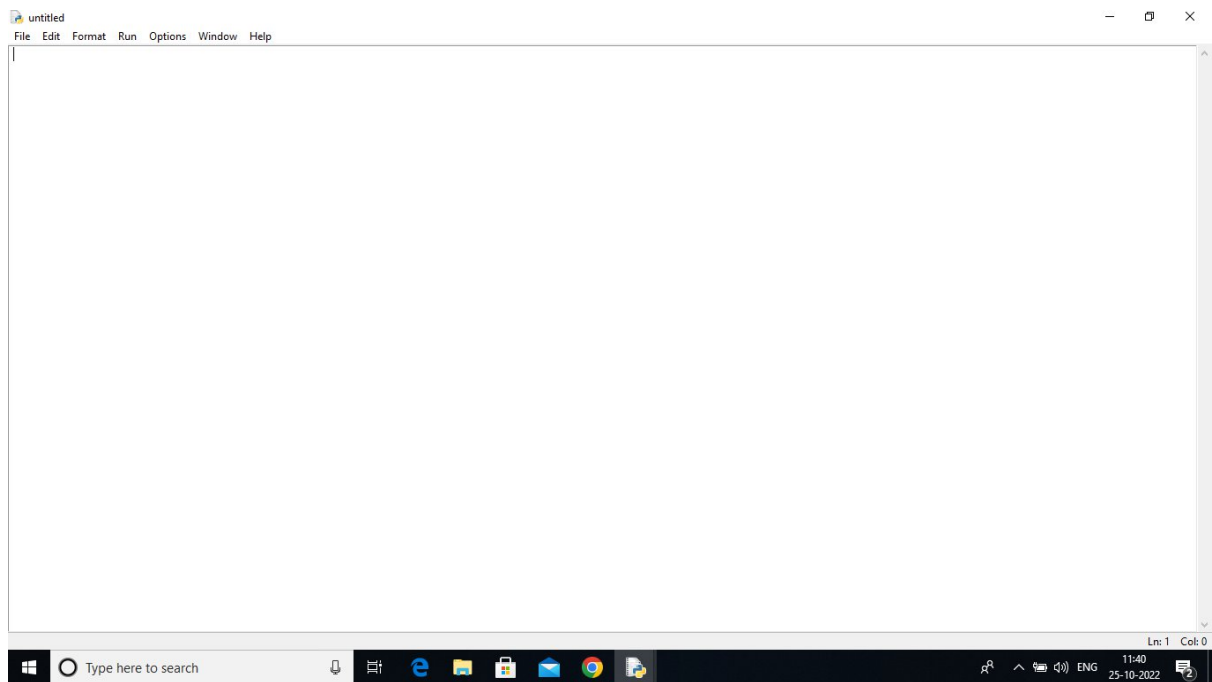 untitled
File Edit Format Run Options Window Help
Ln: 1 Col: 0
Type here to search
ENG
11:40
25-10-2022
2